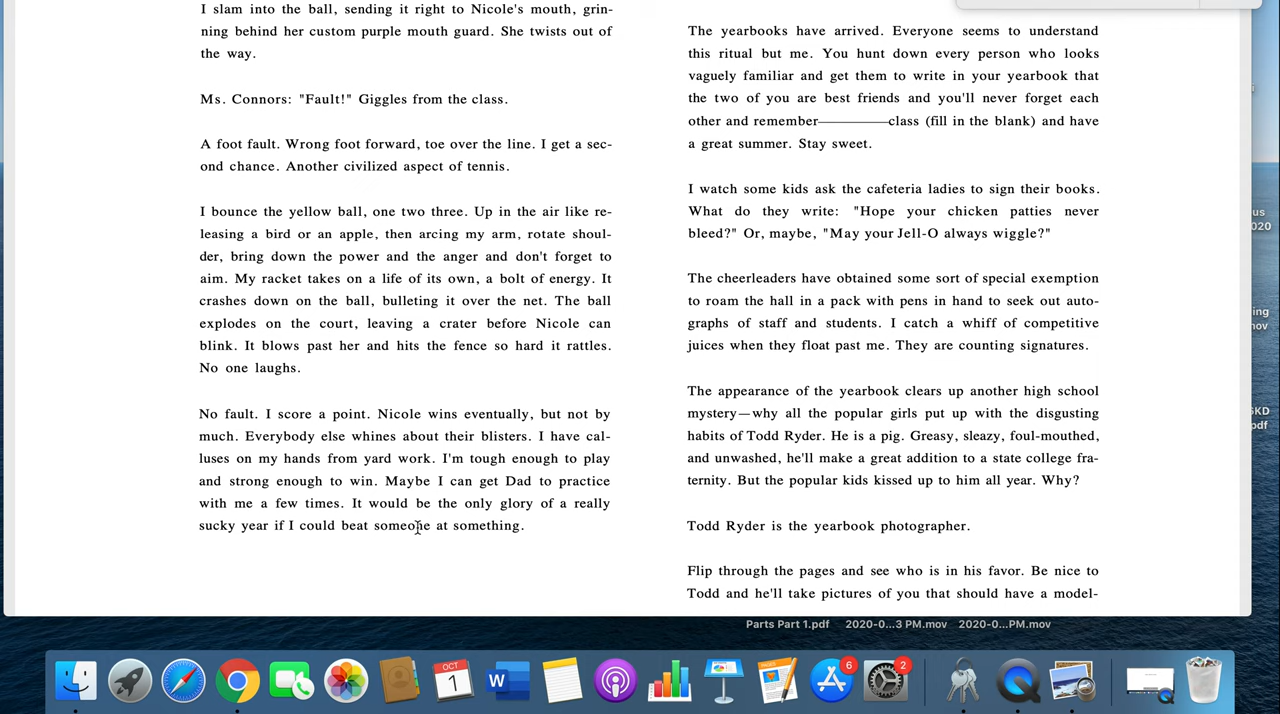 I slam into the ball, sending it right to Nicole's mouth, grin-
ning behind her custom purple mouth guard. She twists out of
the way.
Ms. Connors: "Fault!" Giggles from the class.
A foot fault. Wrong foot forward, toe over the line. I get a sec-
ond chance. Another civilized aspect of tennis.
I bounce the yellow ball, one two three. Up in the air like re-
leasing a bird or an apple, then arcing my arm, rotate shoul-
der, bring down the power and the anger and don't forget to
aim. My racket takes on a life of its own, a bolt of energy. It
crashes down on the ball, bulleting it over the net. The ball
explodes on the court, leaving a crater before Nicole can
blink. It blows past her and hits the fence so hard it rattles.
No one laughs.
No fault. I score a point. Nicole wins eventually, but not by
much. Everybody else whines about their blisters. I have cal-
luses on my hands from yard work. I'm tough enough to play
and strong enough to win. Maybe I can get Dad to practice
with me a few times. It would be the only glory of a really
sucky year if I could beat someone at something.
The yearbooks have arrived. Everyone seems to understand
this ritual but me. You hunt down every person who looks
vaguely familiar and get them to write in your yearbook that
the two of you are best friends and you'll never forget each
other and remember————class (fill in the blank) and have
a great summer. Stay sweet.
I watch some kids ask the cafeteria ladies to sign their books.
What do they write: "Hope your chicken patties never
bleed?" Or, maybe, "May your Jell-O always wiggle?"
The cheerleaders have obtained some sort of special exemption
to roam the hall in a pack with pens in hand to seek out auto-
graphs of staff and students. I catch a whiff of competitive
juices when they float past me. They are counting signatures.
The appearance of the yearbook clears up another high school
mystery—why all the popular girls put up with the disgusting
habits of Todd Ryder. He is a pig. Greasy, sleazy, foul-mouthed,
and unwashed, he'll make a great addition to a state college fra-
ternity. But the popular kids kissed up to him all year. Why?
Todd Ryder is the yearbook photographer.
Flip through the pages and see who is in his favor. Be nice to
Todd and he'll take pictures of you that should have a model-
us
020
ing
mov
5KD
pdf
Parts Part 1.pdf
2020-0...3 PM.mov
2020-0...PM.mov
OCT
1
W
PAGES
6
2